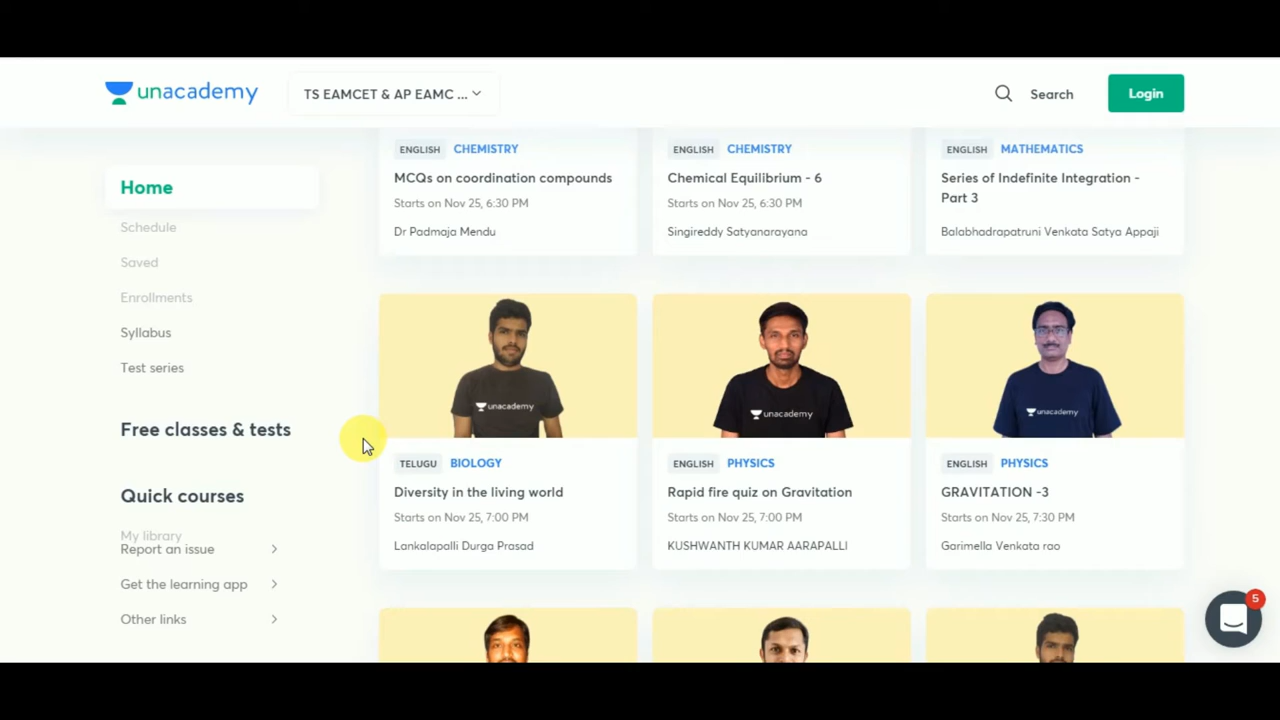 unacademy
TS EAMCET & AP EAMC ...
Search
Login
Home
Schedule
Saved
Enrollments
Syllabus
Test series
Free classes & tests
Quick courses
My library
Report an issue
Get the learning app
Other links
ENGLISH CHEMISTRY
MCQs on coordination compounds
Starts on Nov 25, 6:30 PM
Dr Padmaja Mendu
ENGLISH CHEMISTRY
Chemical Equilibrium - 6
Starts on Nov 25, 6:30 PM
Singireddy Satyanarayana
ENGLISH MATHEMATICS
Series of Indefinite Integration -
Part 3
Balabhadrapatruni Venkata Satya Appaji
unacademy
TELUGU BIOLOGY
Diversity in the living world
Starts on Nov 25, 7:00 PM
Lankalapalli Durga Prasad
unacademy
ENGLISH PHYSICS
Rapid fire quiz on Gravitation
Starts on Nov 25, 7:00 PM
KUSHWANTH KUMAR AARAPALLI
unacademy
ENGLISH PHYSICS
GRAVITATION -3
Starts on Nov 25, 7:30 PM
Garimella Venkata rao
5